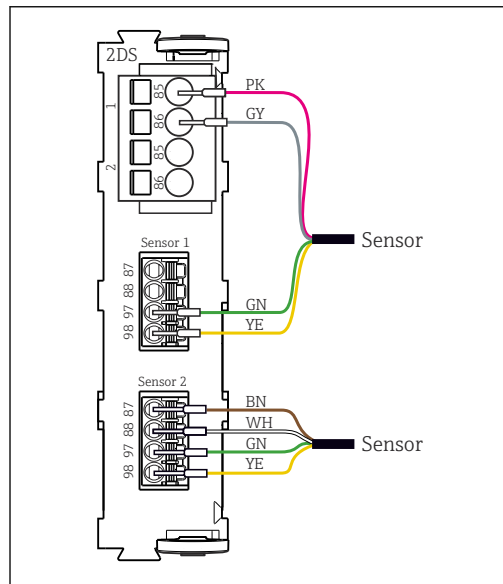 2DS
1
85
PK
86
GY
2
85
86
Sensor
Sensor 1
87
88
97
GN
98
YE
Sensor 2
87
BN
88
WH
97
GN
Sensor
98
YE